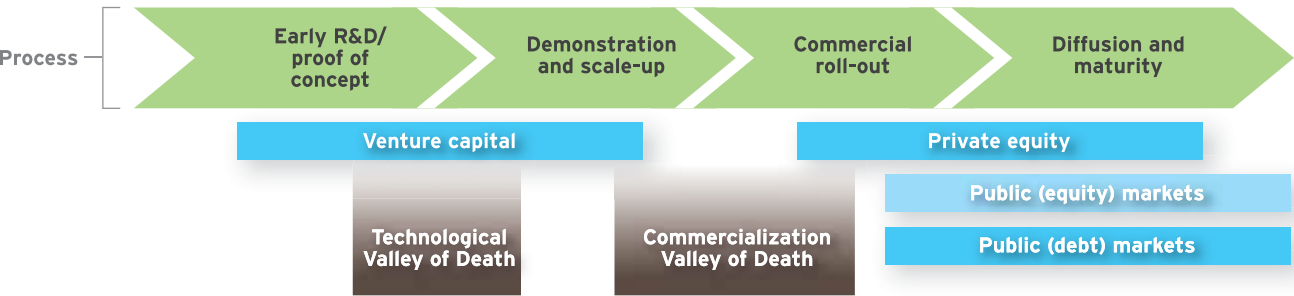 Process
Early R&D/
proof of
concept
Demonstration
and scale-up
Commercial
roll-out
Diffusion and
maturity
Venture capital
Private equity
Public (equity) markets
Public (debt) markets
Technological
Valley of Death
Commercialization
Valley of Death